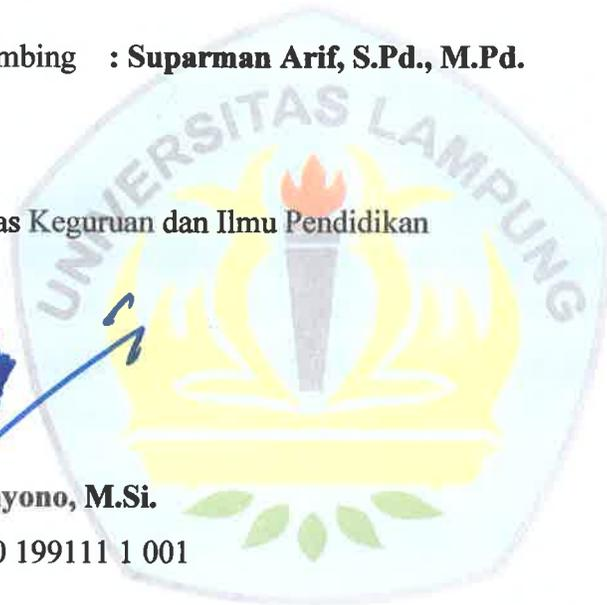 mbing : Suparman Arif, S.Pd., M.Pd.
UNIVERSITAS LAMPUNG
as Keguruan dan Ilmu Pendidikan
yono, M.Si.
0 199111 1 001